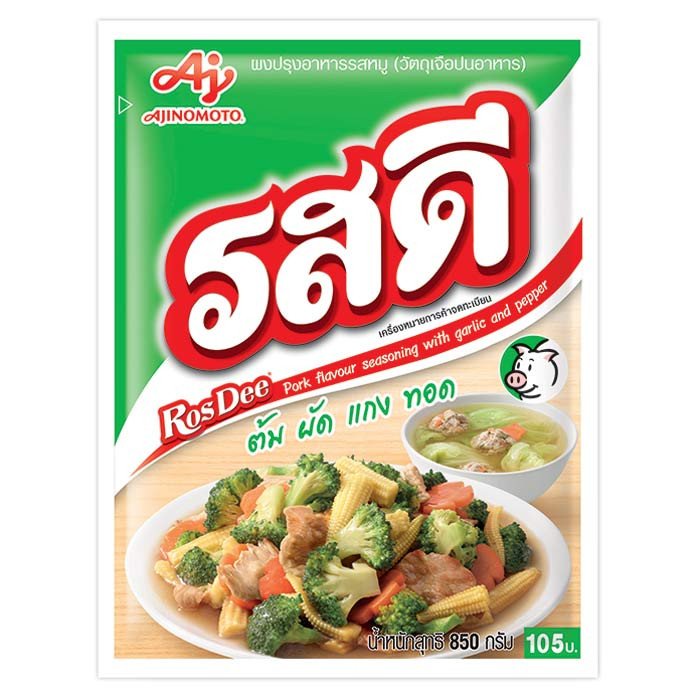 ผงปรุงอาหารรสหมู (วัตถุเจือปนอาหาร)
Aj
AJINOMOTO®
รสดี
เครื่องหมายการค้าจดทะเบียน
RosDee® Pork flavour seasoning with garlic and pepper
ต้ม ผัด แกง ทอด
น้ำหนักสุทธิ 850 กรัม
105บ.